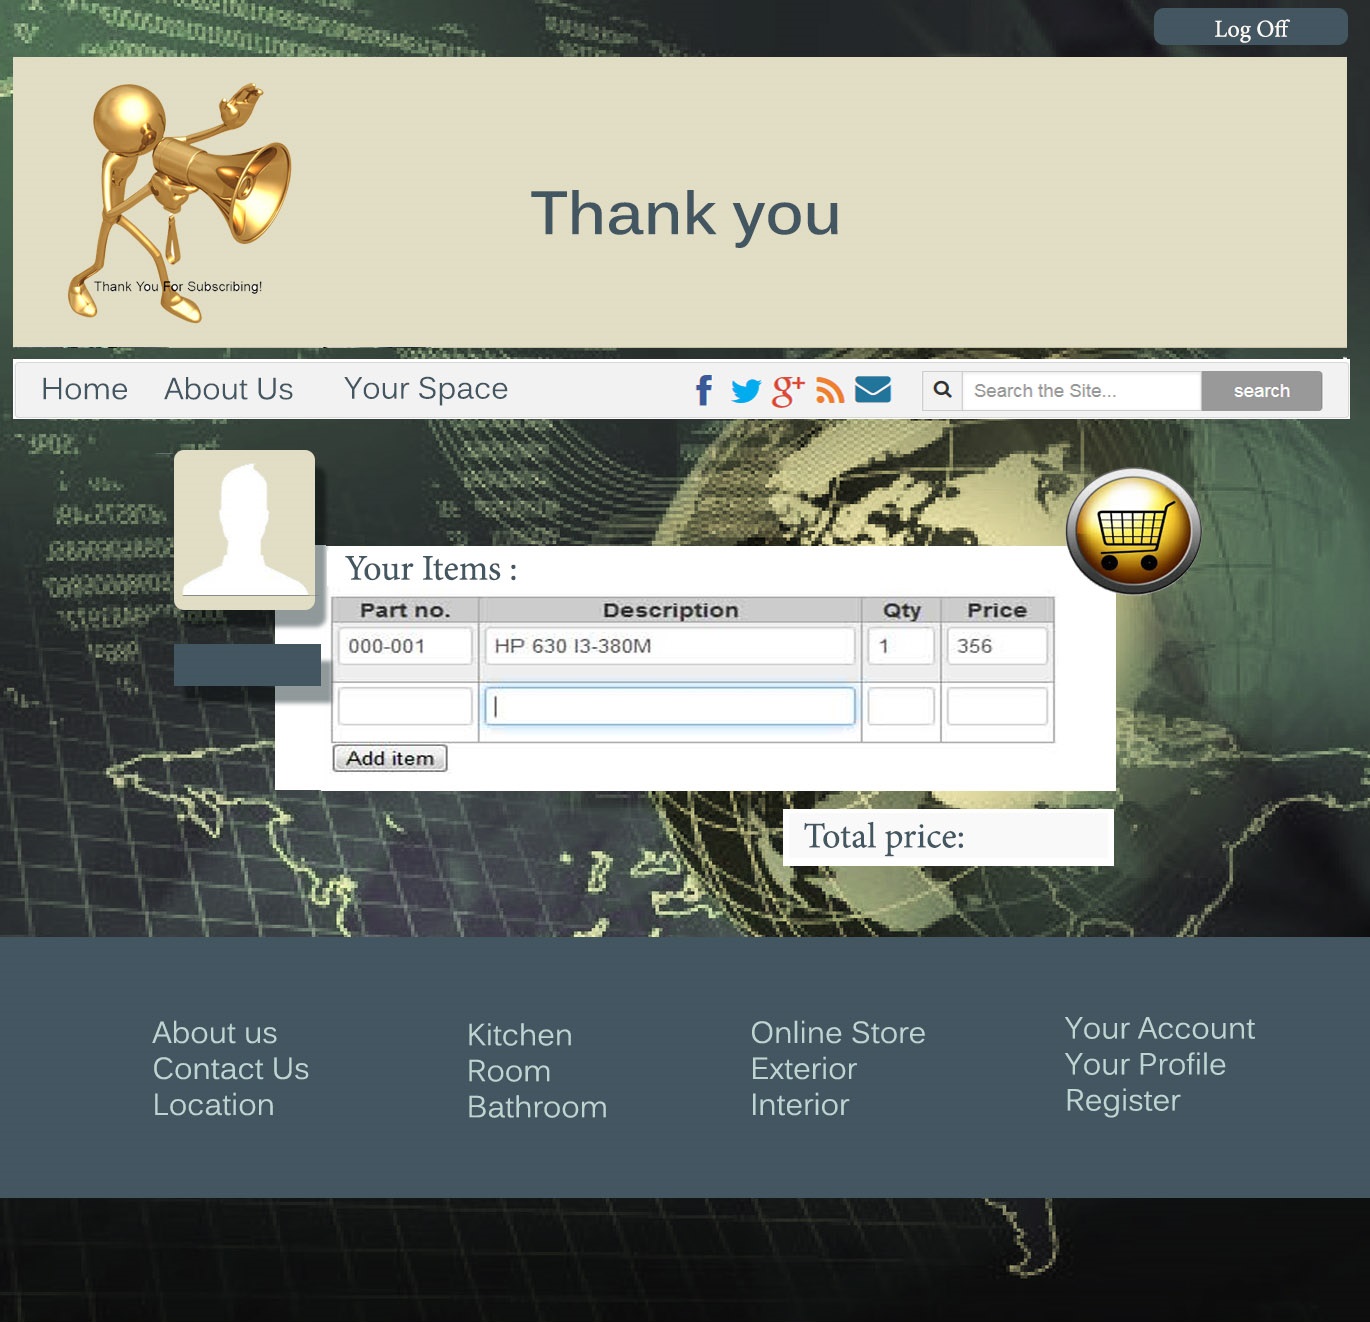 Log Off
Thank you
Thank You For Subscribing!
Home About Us Your Space
f g+ Search the Site... search
Your Items :
Part no. Description Qty Price
000-001 HP 630 I3-380M 1 356
Add item
Total price:
About us
Contact Us
Location
Kitchen
Room
Bathroom
Online Store
Exterior
Interior
Your Account
Your Profile
Register